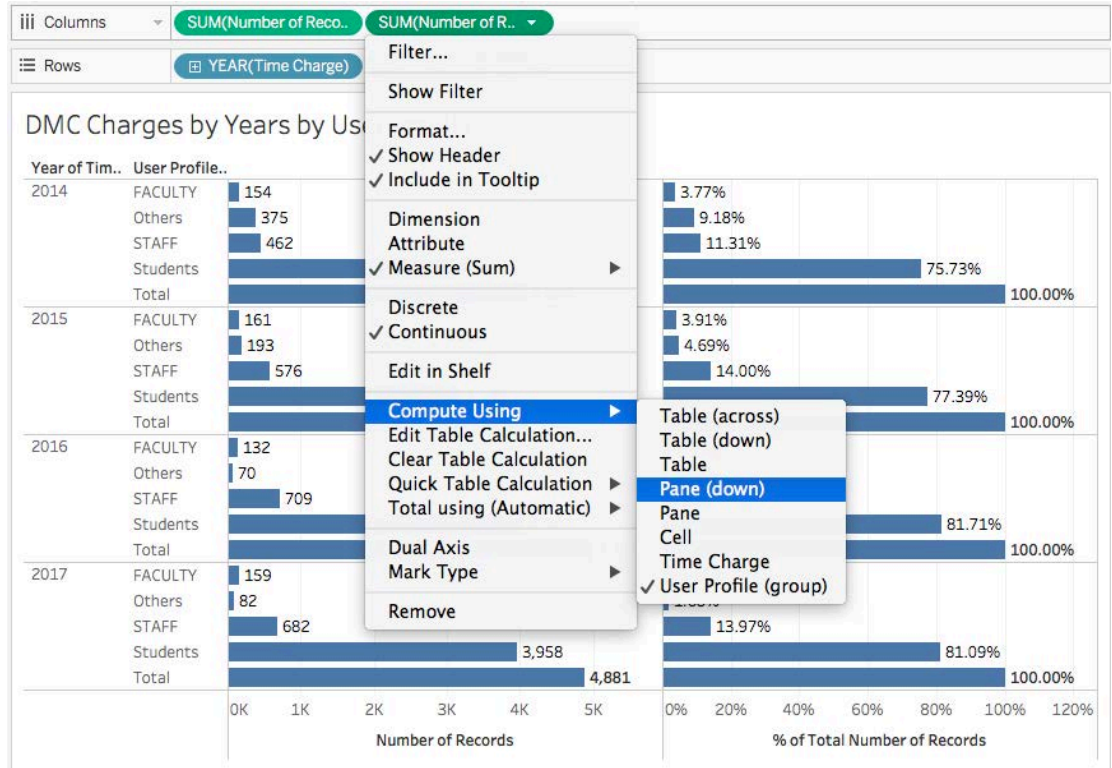 Columns SUM(Number of Reco.. SUM(Number of R..
Rows YEAR(Time Charge)
DMC Charges by Years by Us
Year of Tim.. User Profile..
2014 FACULTY 154 3.77%
Others 375 9.18%
STAFF 462 11.31%
Students 75.73%
Total 100.00%
2015 FACULTY 161 3.91%
Others 193 4.69%
STAFF 576 14.00%
Students 77.39%
Total 100.00%
2016 FACULTY 132
Others 70
STAFF 709
Students 81.71%
Total 100.00%
2017 FACULTY 159
Others 82
STAFF 682 13.97%
Students 3,958 81.09%
Total 4,881 100.00%
0K 1K 2K 3K 4K 5K 0% 20% 40% 60% 80% 100% 120%
Number of Records % of Total Number of Records
Filter...
Show Filter
Format...
Show Header
Include in Tooltip
Dimension
Attribute
Measure (Sum)
Discrete
Continuous
Edit in Shelf
Compute Using
Edit Table Calculation...
Clear Table Calculation
Quick Table Calculation
Total using (Automatic)
Dual Axis
Mark Type
Remove
Table (across)
Table (down)
Table
Pane (down)
Pane
Cell
Time Charge
User Profile (group)